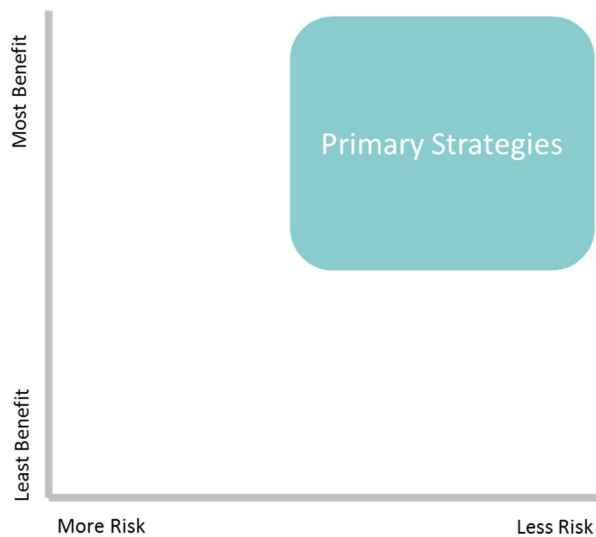 Most Benefit
Primary Strategies
Least Benefit
More Risk
Less Risk